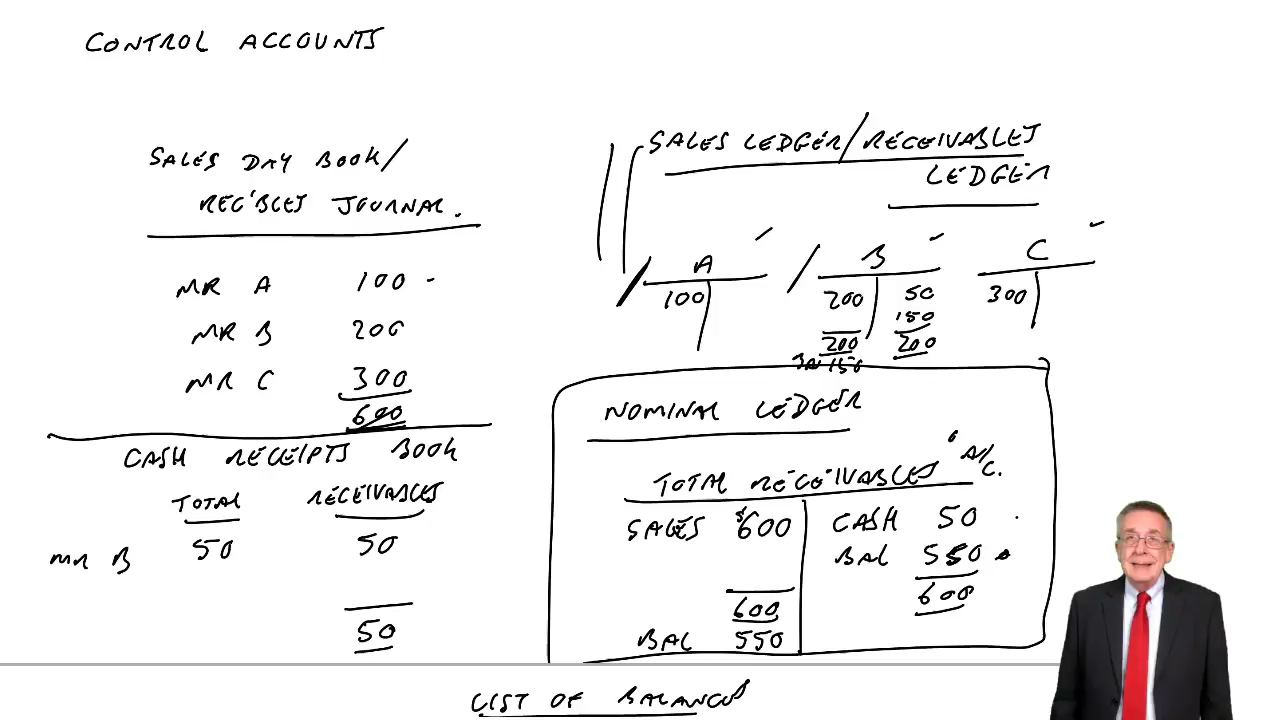 CONTROL ACCOUNTS
SALES DAY BOOK/
REC'BLES JOURNAL.
MR A 100
MR B 200
MR C 300
600
CASH RECEIPTS BOOK
TOTAL RECEIVABLES
MR B 50 50
50
SALES LEDGER/RECEIVABLES
LEDGER
A B C
100 200 50 300
150
200 200
BAL 150
NOMINAL LEDGER
TOTAL RECEIVABLES A/C.
SALES $600 CASH 50
BAL 550
600 600
BAL 550
LIST OF BALANCES